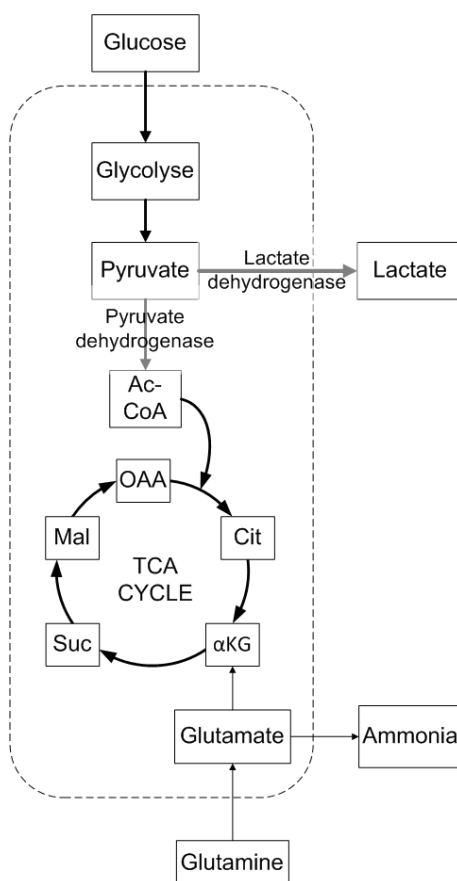 Glucose
Glycolyse
Pyruvate
Lactate
dehydrogenase
Lactate
Pyruvate
dehydrogenase
Ac-
CoA
OAA
Mal
Cit
TCA
CYCLE
Suc
αKG
Glutamate
Ammonia
Glutamine